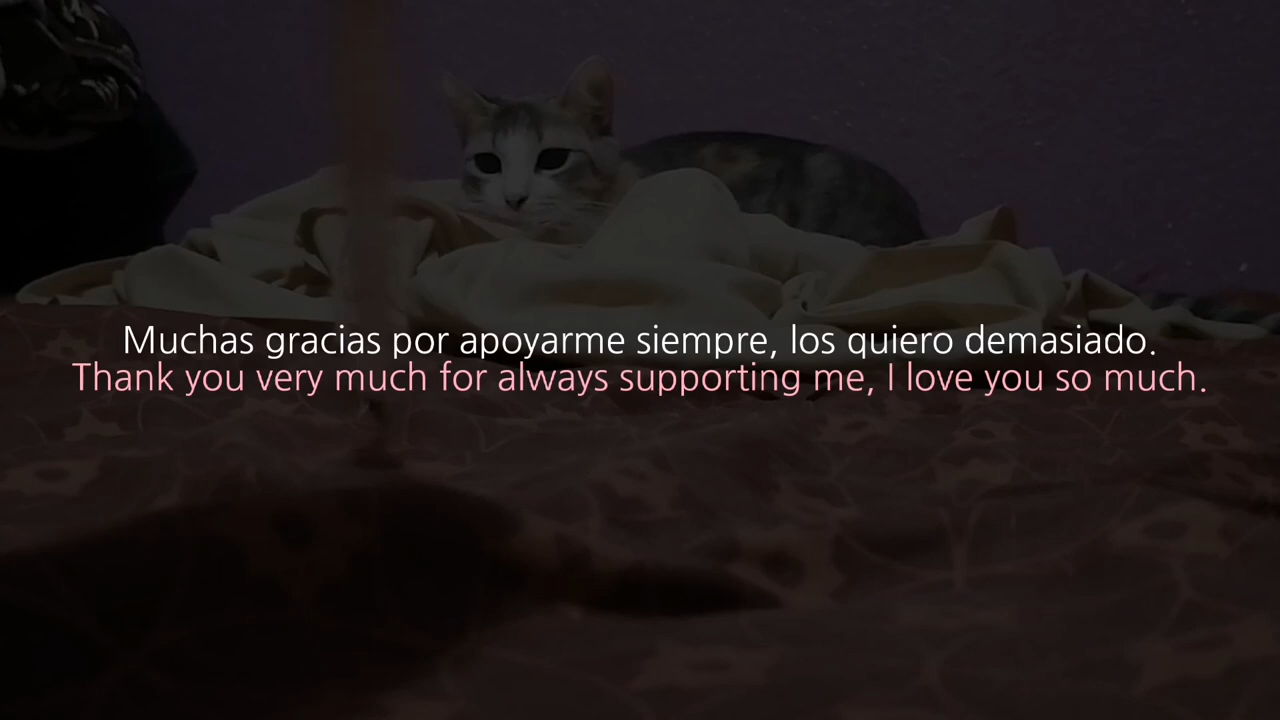 Muchas gracias por apoyarme siempre, los quiero demasiado.
Thank you very much for always supporting me, I love you so much.